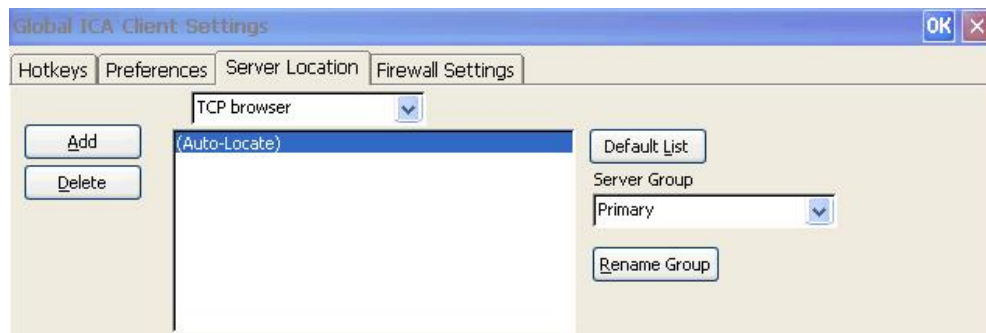 Global ICA Client Settings OK
Hotkeys Preferences Server Location Firewall Settings
TCP browser
Add (Auto-Locate) Default List
Delete Server Group
Primary
Rename Group